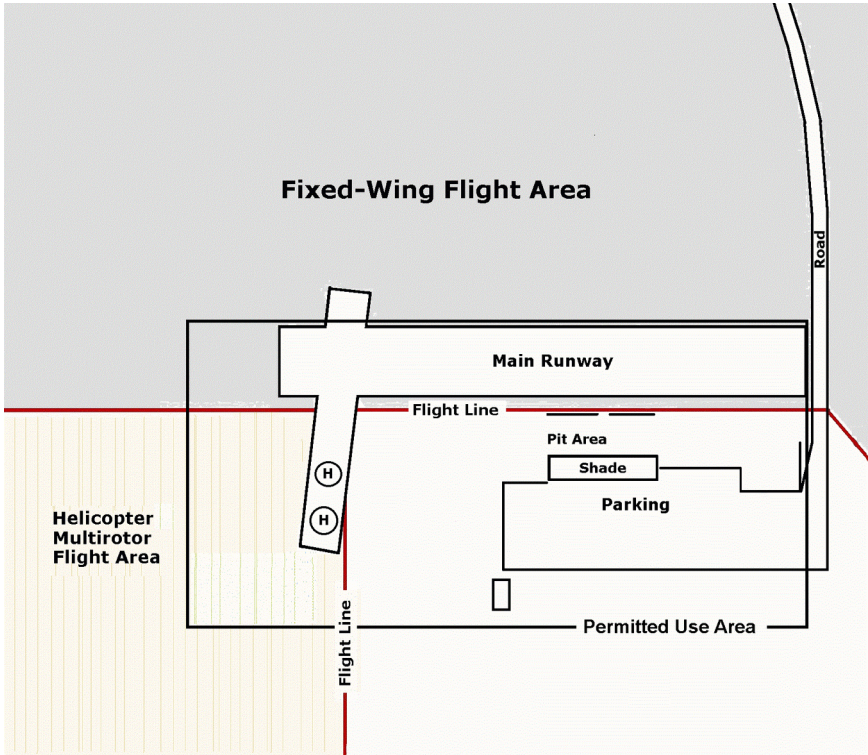 Fixed-Wing Flight Area
Road
Main Runway
Flight Line
Pit Area
Shade
H
Parking
H
Helicopter
Multirotor
Flight Area
Flight Line
Permitted Use Area